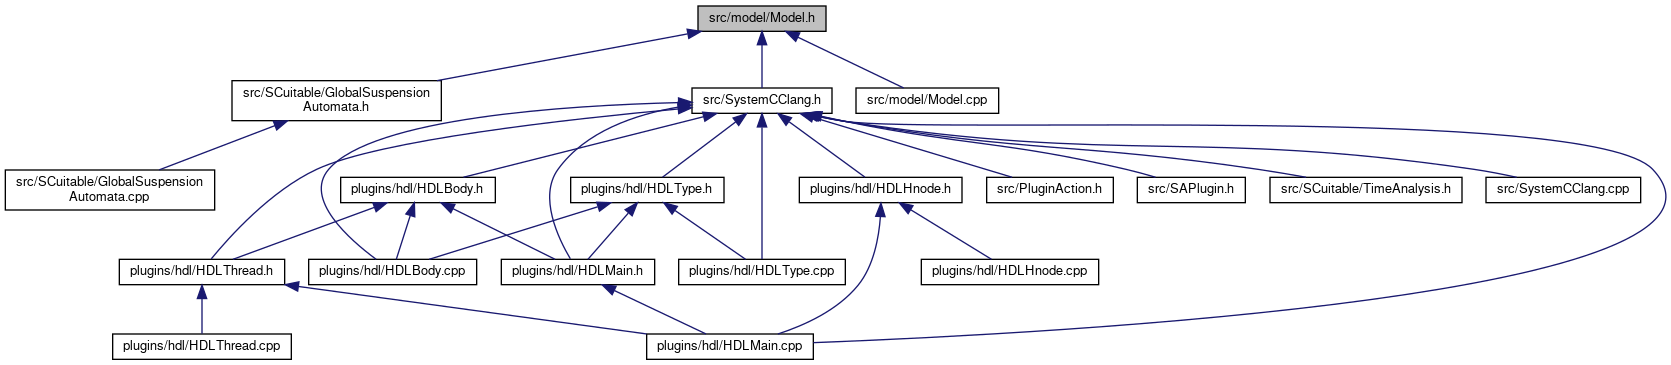 src/model/Model.h
src/SCuitable/GlobalSuspension
Automata.h
src/SystemCClang.h
src/model/Model.cpp
src/SCuitable/GlobalSuspension
Automata.cpp
plugins/hdl/HDLBody.h
plugins/hdl/HDLType.h
plugins/hdl/HDLHnode.h
src/PluginAction.h
src/SAPlugin.h
src/SCuitable/TimeAnalysis.h
src/SystemCClang.cpp
plugins/hdl/HDLThread.h
plugins/hdl/HDLBody.cpp
plugins/hdl/HDLMain.h
plugins/hdl/HDLType.cpp
plugins/hdl/HDLHnode.cpp
plugins/hdl/HDLThread.cpp
plugins/hdl/HDLMain.cpp